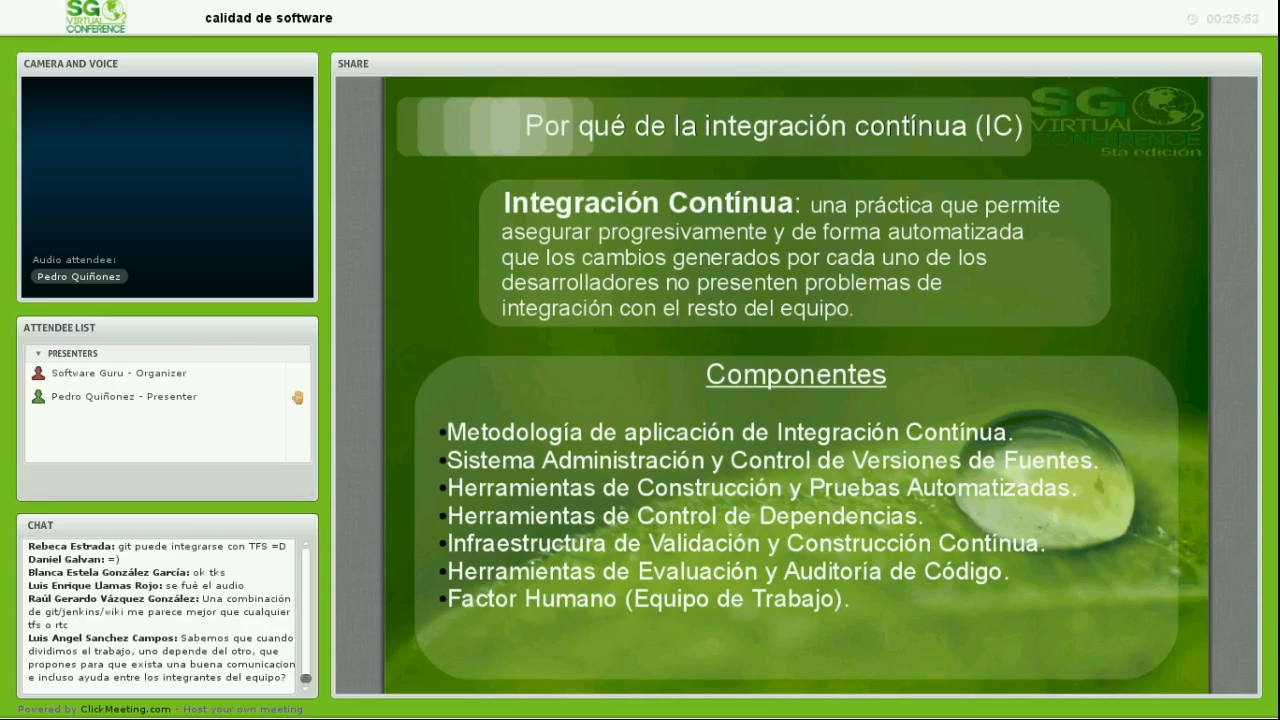 SG
VIRTUAL
CONFERENCE
calidad de software
00:25:53
CAMERA AND VOICE
Audio attendee:
Pedro Quiñonez
ATTENDEE LIST
PRESENTERS
Software Guru - Organizer
Pedro Quiñonez - Presenter
CHAT
Rebeca Estrada: git puede integrarse con TFS =D
Daniel Galvan: =)
Blanca Estela González García: ok tks
Luis Enrique Llamas Rojo: se fué el audio
Raúl Gerardo Vázquez González: Una combinación
de git/jenkins/wiki me parece mejor que cualquier
tfs o rtc
Luis Angel Sanchez Campos: Sabemos que cuando
dividimos el trabajo, uno depende del otro, que
propones para que exista una buena comunicacion
e incluso ayuda entre los integrantes del equipo?
Powered by ClickMeeting.com - Host your own meeting
SHARE
Por qué de la integración contínua (IC)
SG
VIRTUAL
CONFERENCE
5ta edición
Integración Contínua: una práctica que permite
asegurar progresivamente y de forma automatizada
que los cambios generados por cada uno de los
desarrolladores no presenten problemas de
integración con el resto del equipo.
Componentes
•Metodología de aplicación de Integración Contínua.
•Sistema Administración y Control de Versiones de Fuentes.
•Herramientas de Construcción y Pruebas Automatizadas.
•Herramientas de Control de Dependencias.
•Infraestructura de Validación y Construcción Contínua.
•Herramientas de Evaluación y Auditoría de Código.
•Factor Humano (Equipo de Trabajo).